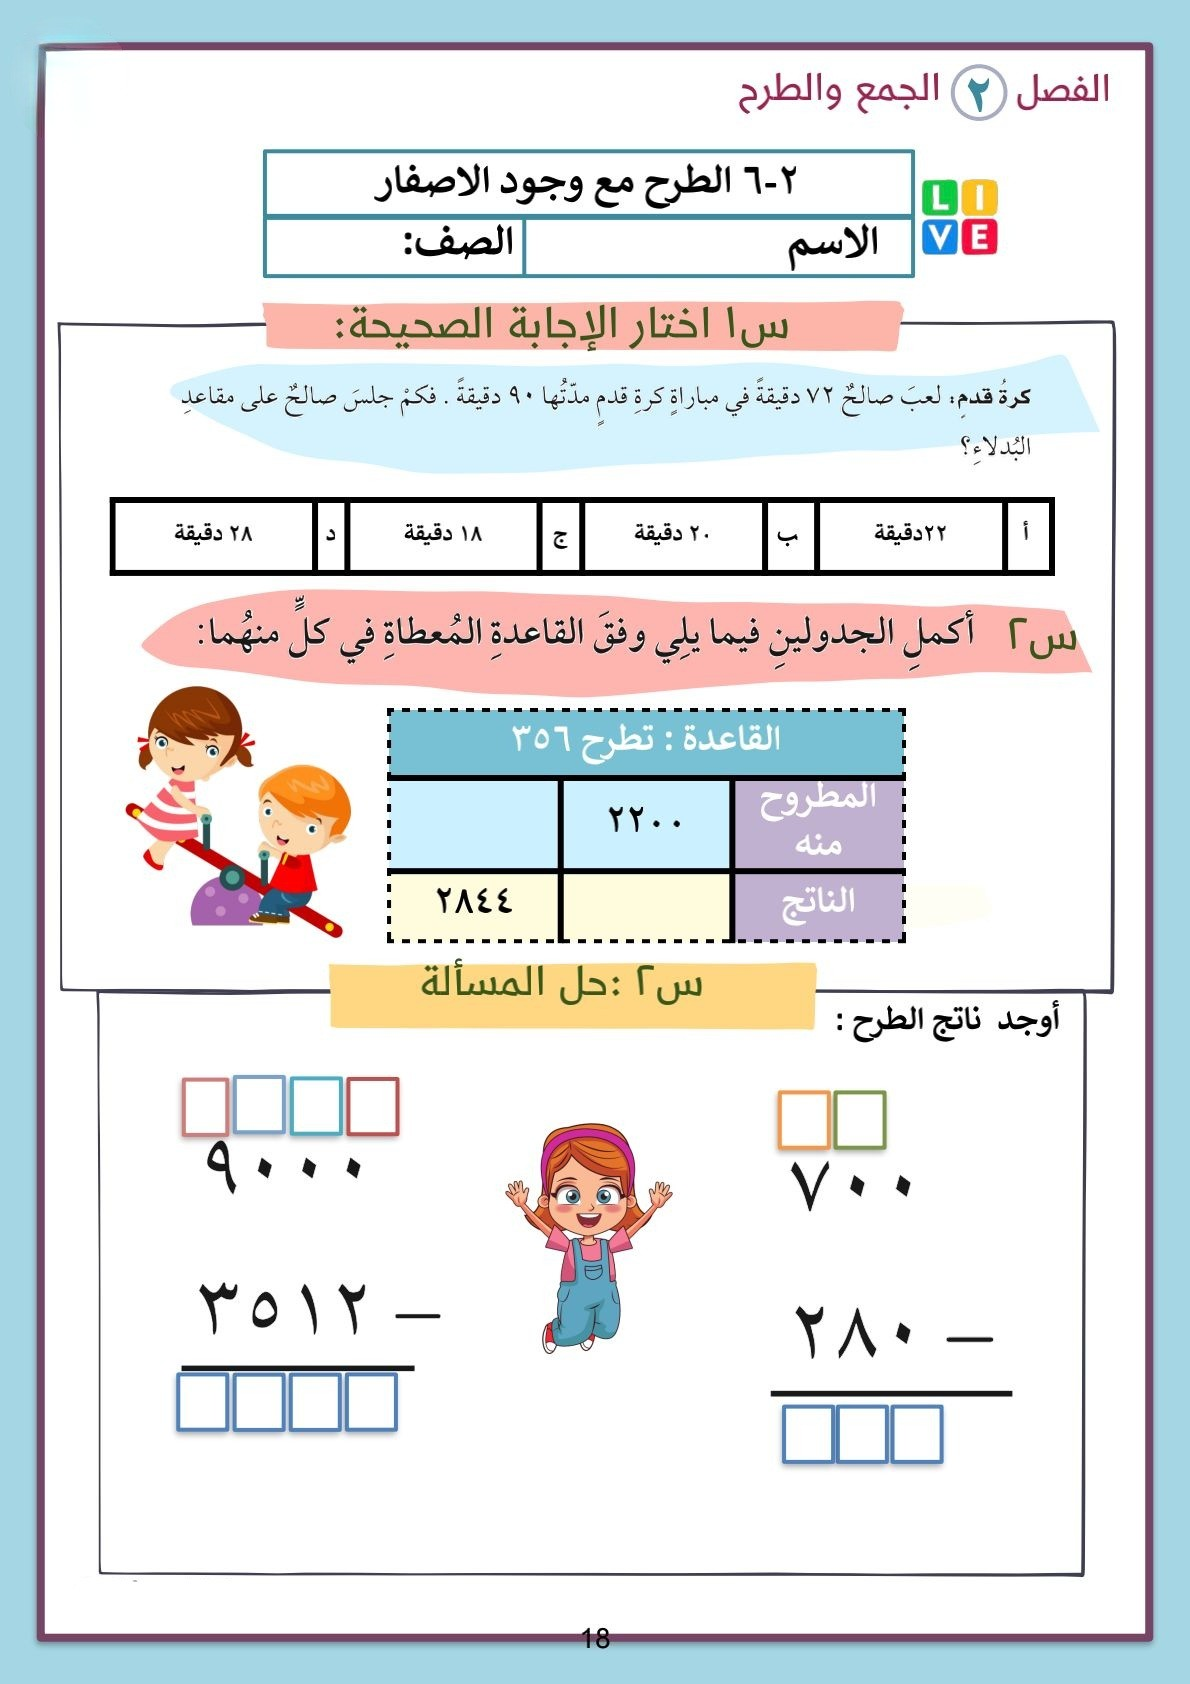 الفصل ٢ الجمع والطرح
٢-٦ الطرح مع وجود الاصفار
الاسم الصف:
LIVE
س١ اختار الإجابة الصحيحة:
كرةُ قدمٍ: لعبَ صالحٌ ٧٢ دقيقةً في مباراةٍ كرةِ قدمٍ مدّتُها ٩٠ دقيقةً . فكمْ جلسَ صالحٌ على مقاعدِ
البُدلاءِ؟
أ ٢٢دقيقة ب ٢٠ دقيقة ج ١٨ دقيقة د ٢٨ دقيقة
س٢ أكملِ الجدولينِ فيما يلِي وفقَ القاعدةِ المُعطاةِ في كلٍّ منهُما:
القاعدة : تطرح ٣٥٦
المطروح منه ٢٢٠٠
الناتج ٢٨٤٤
س٢ :حل المسألة
أوجد ناتج الطرح :
٧٠٠
٢٨٠ –
٩٠٠٠
٣٥١٢ –
18